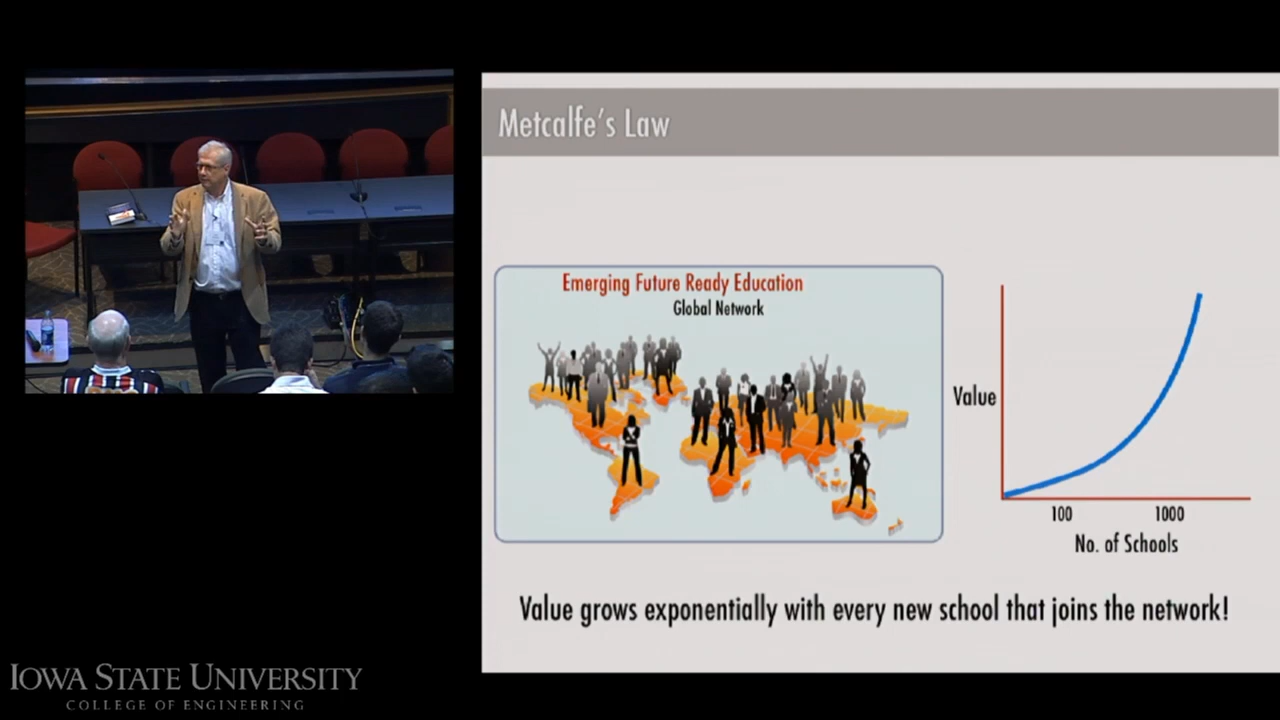 Metcalfe's Law
Emerging Future Ready Education
Global Network
Value
100 1000
No. of Schools
Value grows exponentially with every new school that joins the network!
IOWA STATE UNIVERSITY
COLLEGE OF ENGINEERING